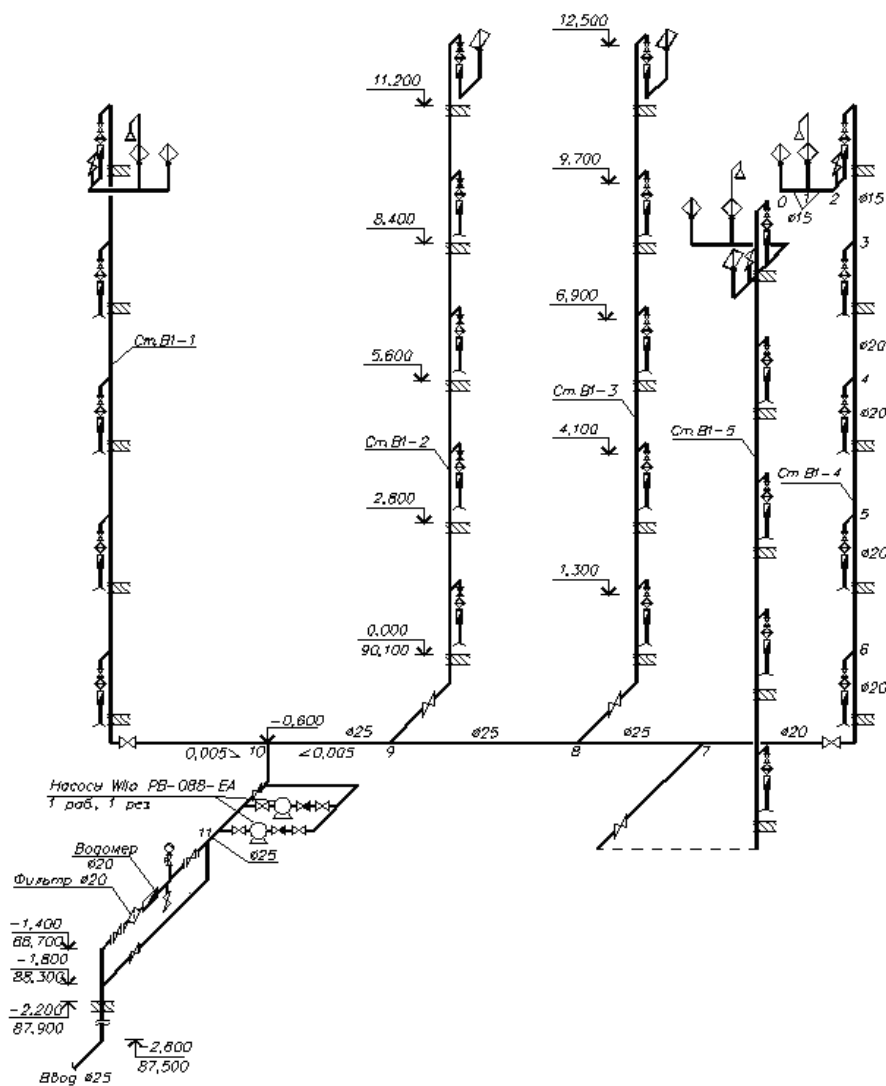 12,500
11.200
9.700
8.400
6,900
5.600
4,100
2.800
1.300
0.000
90.100
0
1
2
ø15
ø15
3
ø20
4
ø20
5
ø20
6
ø20
Ст.В1-1
Ст.В1-2
Ст.В1-3
Ст.В1-5
Ст.В1-4
-0,600
ø25
ø25
ø25
ø20
0,005
10
0,005
9
8
7
Насосы Wilo PB-088-EA
1 раб., 1 рез
11
ø25
Водомер
ø20
Фильтр ø20
-1,400
88,700
-1,800
88,300
-2.200
87.900
-2,600
87,500
Ввод ø25